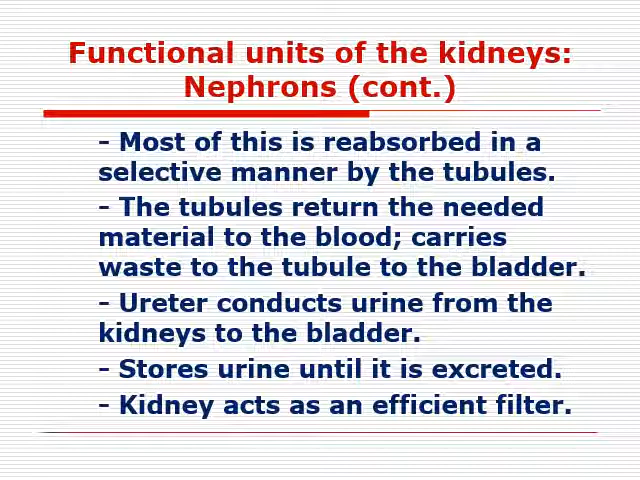 Functional units of the kidneys:
Nephrons (cont.)
– Most of this is reabsorbed in a
selective manner by the tubules.
– The tubules return the needed
material to the blood; carries
waste to the tubule to the bladder.
– Ureter conducts urine from the
kidneys to the bladder.
– Stores urine until it is excreted.
– Kidney acts as an efficient filter.